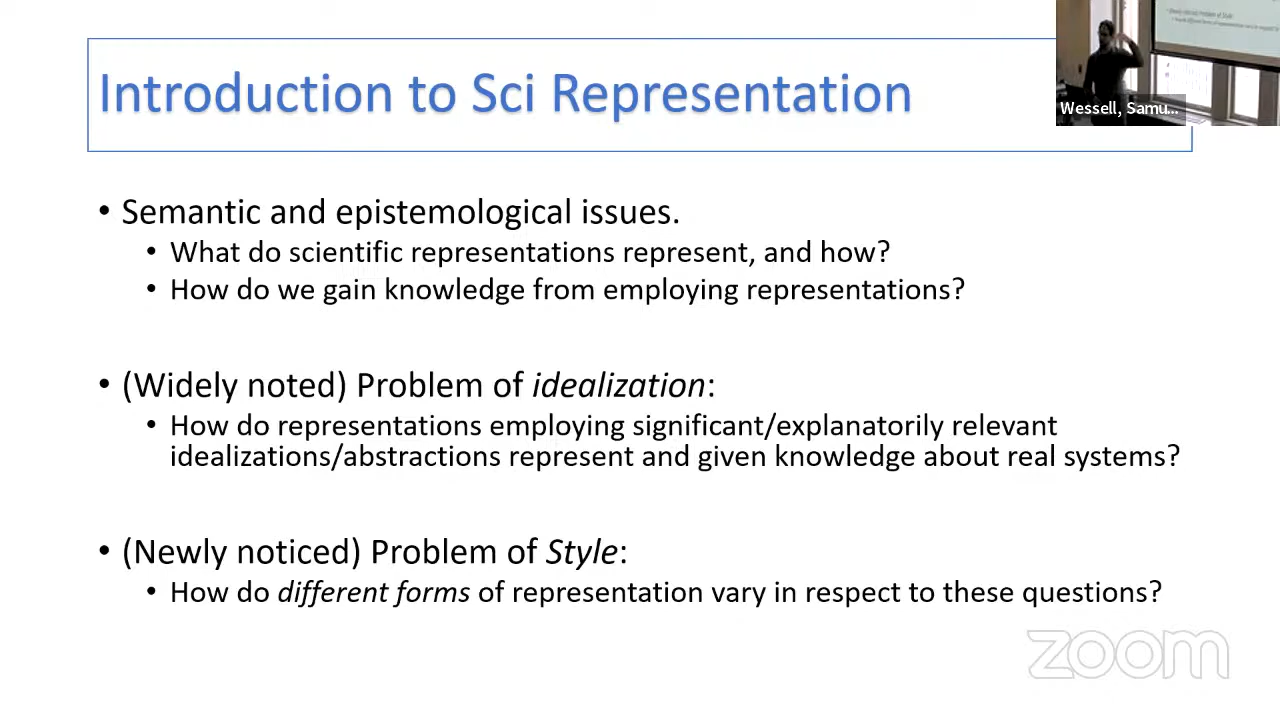 Introduction to Sci Representation
Wessell, Samu...
• Semantic and epistemological issues.
• What do scientific representations represent, and how?
• How do we gain knowledge from employing representations?
• (Widely noted) Problem of idealization:
• How do representations employing significant/explanatorily relevant
idealizations/abstractions represent and given knowledge about real systems?
• (Newly noticed) Problem of Style:
• How do different forms of representation vary in respect to these questions?
zoom